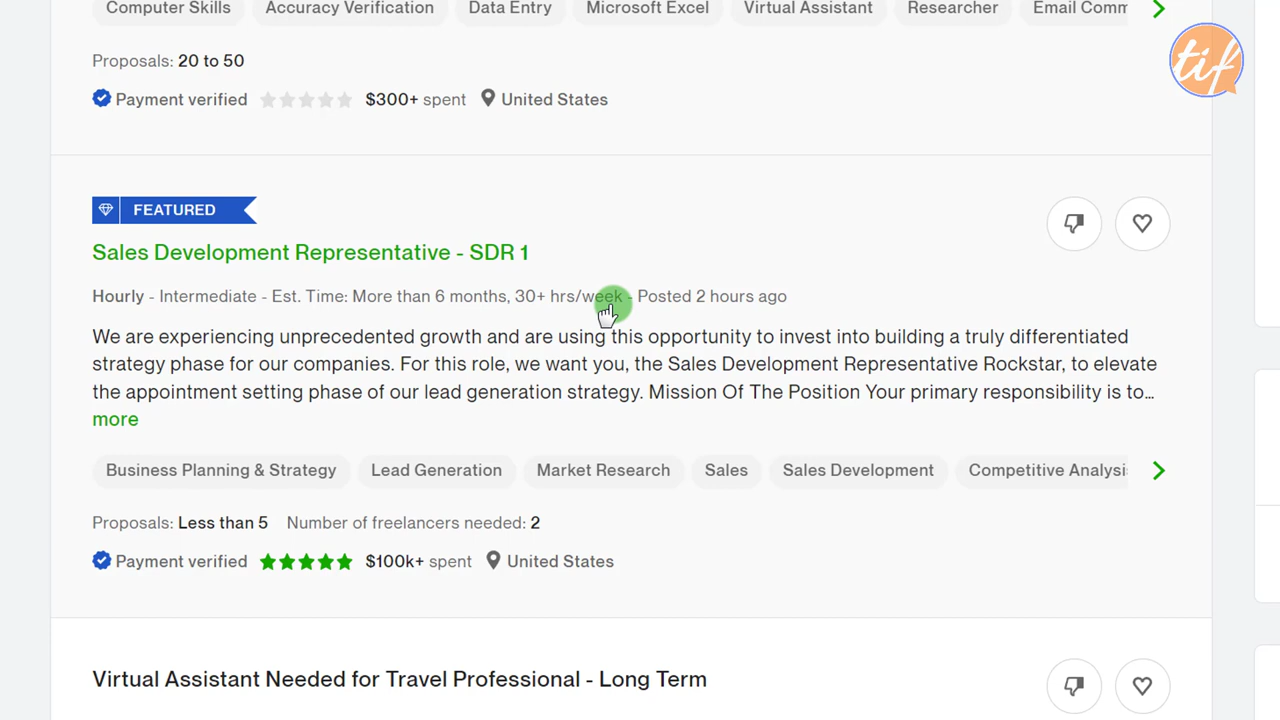 Computer Skills Accuracy Verification Data Entry Microsoft Excel Virtual Assistant Researcher Email Comm
tif
Proposals: 20 to 50
Payment verified $300+ spent United States
FEATURED
Sales Development Representative - SDR 1
Hourly - Intermediate - Est. Time: More than 6 months, 30+ hrs/week - Posted 2 hours ago
We are experiencing unprecedented growth and are using this opportunity to invest into building a truly differentiated
strategy phase for our companies. For this role, we want you, the Sales Development Representative Rockstar, to elevate
the appointment setting phase of our lead generation strategy. Mission Of The Position Your primary responsibility is to…
more
Business Planning & Strategy Lead Generation Market Research Sales Sales Development Competitive Analysi
Proposals: Less than 5 Number of freelancers needed: 2
Payment verified $100k+ spent United States
Virtual Assistant Needed for Travel Professional - Long Term